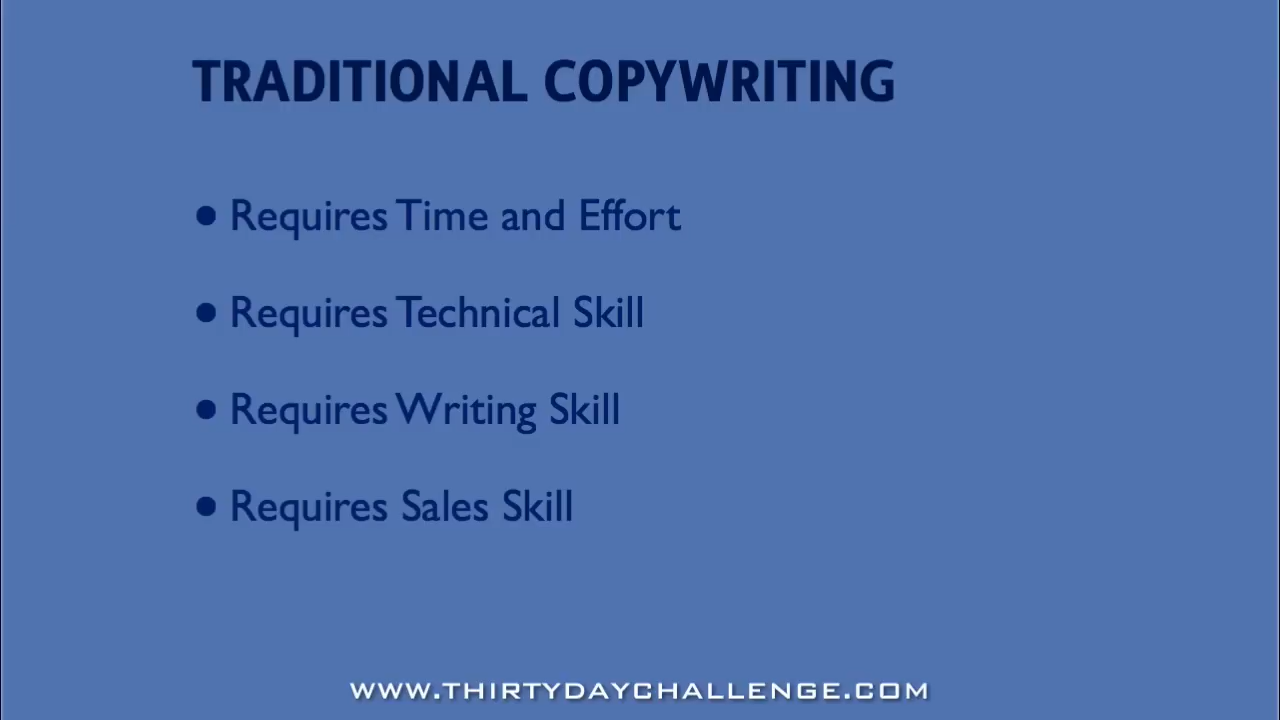 TRADITIONAL COPYWRITING
• Requires Time and Effort
• Requires Technical Skill
• Requires Writing Skill
• Requires Sales Skill
WWW.THIRTYDAYCHALLENGE.COM